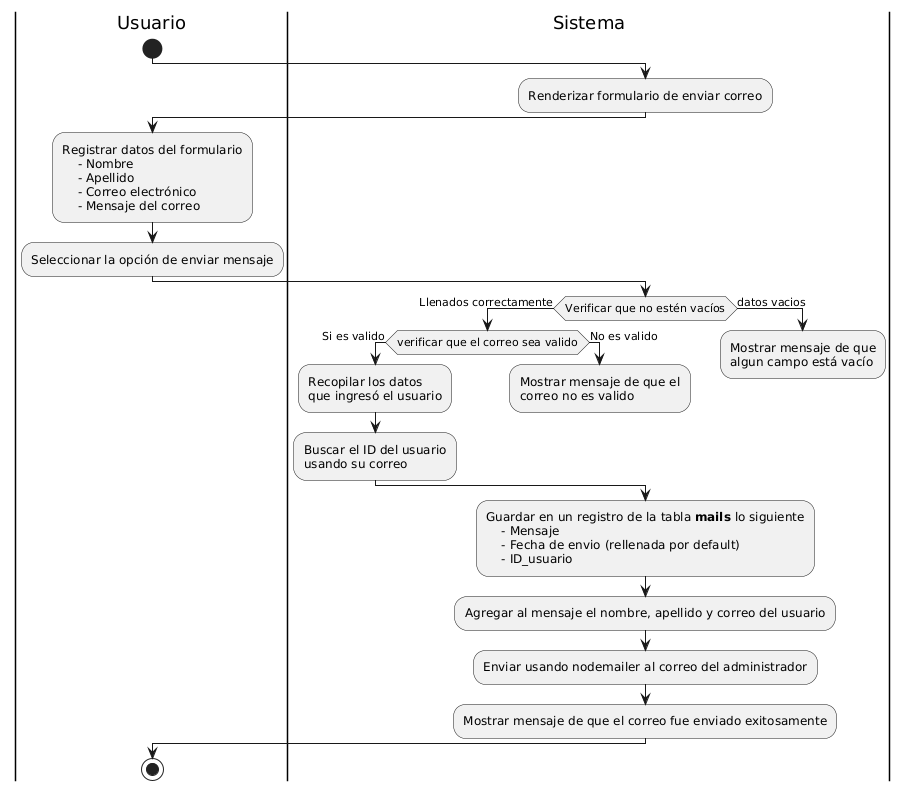 Usuario
Sistema
Renderizar formulario de enviar correo
Registrar datos del formulario
- Nombre
- Apellido
- Correo electrónico
- Mensaje del correo
Seleccionar la opción de enviar mensaje
Llenados correctamente
Verificar que no estén vacíos
datos vacios
Si es valido
verificar que el correo sea valido
No es valido
Mostrar mensaje de que
algun campo está vacío
Recopilar los datos
que ingresó el usuario
Mostrar mensaje de que el
correo no es valido
Buscar el ID del usuario
usando su correo
Guardar en un registro de la tabla mails lo siguiente
- Mensaje
- Fecha de envio (rellenada por default)
- ID_usuario
Agregar al mensaje el nombre, apellido y correo del usuario
Enviar usando nodemailer al correo del administrador
Mostrar mensaje de que el correo fue enviado exitosamente